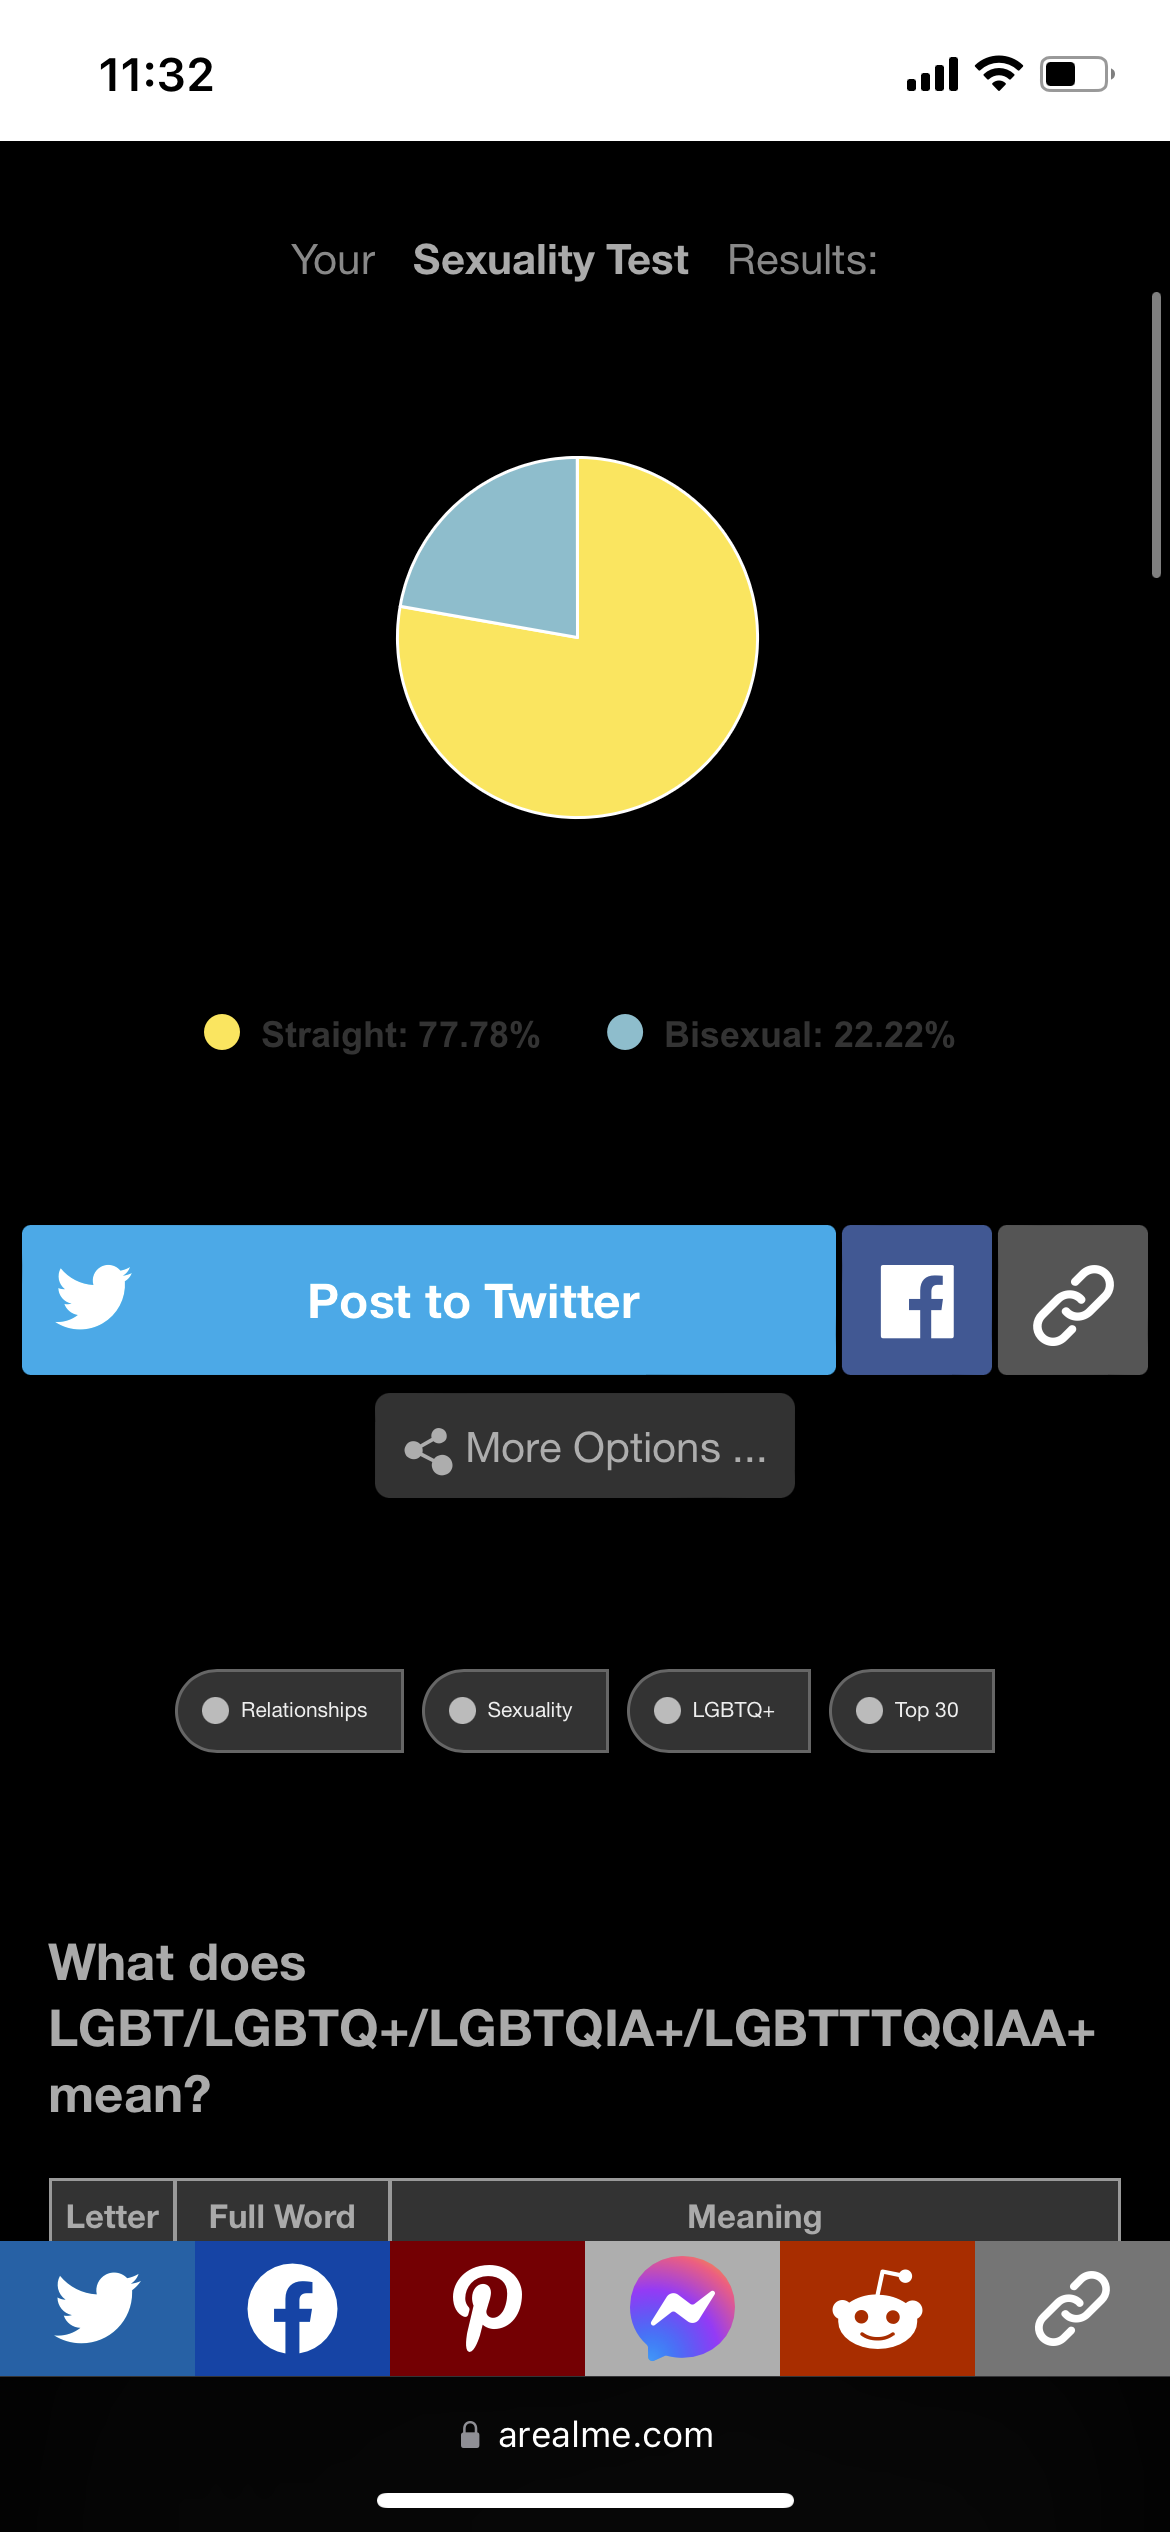 11:32
Your Sexuality Test Results:
Straight: 77.78% Bisexual: 22.22%
Post to Twitter
More Options ...
Relationships Sexuality LGBTQ+ Top 30
What does
LGBT/LGBTQ+/LGBTQIA+/LGBTTTQQIAA+
mean?
Letter Full Word Meaning
arealme.com